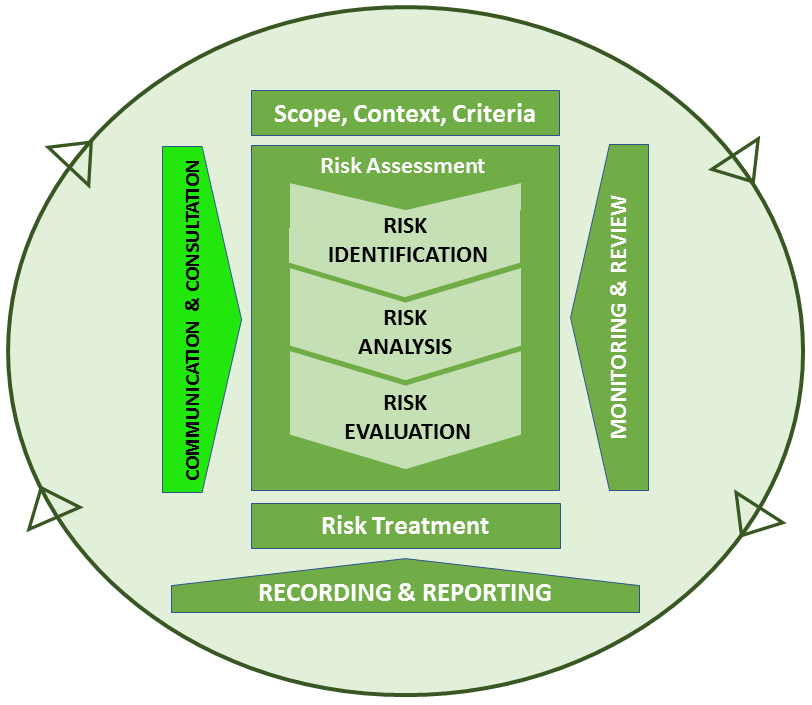 Scope, Context, Criteria
Risk Assessment
RISK
IDENTIFICATION
RISK
ANALYSIS
RISK
EVALUATION
COMMUNICATION & CONSULTATION
MONITORING & REVIEW
Risk Treatment
RECORDING & REPORTING